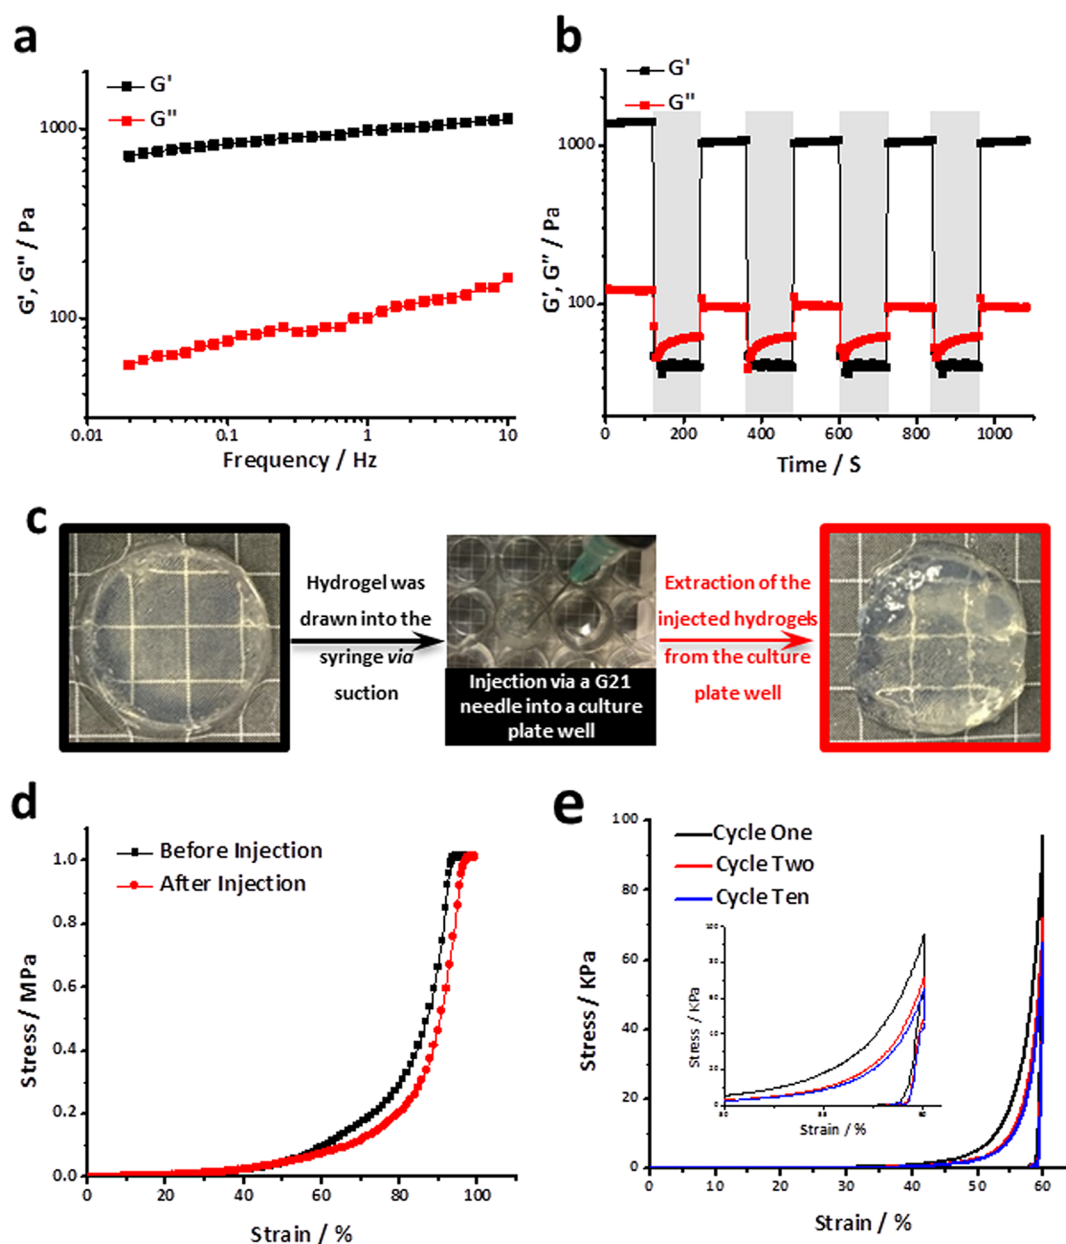 a
G'
G"
1000
100
G', G" / Pa
0.01
0.1
1
10
Frequency / Hz
b
G'
G"
1000
100
G', G" / Pa
0
200
400
600
800
1000
Time / S
c
Hydrogel was
drawn into the
syringe via
suction
Injection via a G21
needle into a culture
plate well
Extraction of the
injected hydrogels
from the culture
plate well
d
Before Injection
After Injection
1.0
0.8
0.6
0.4
0.2
0.0
Stress / MPa
0
20
40
60
80
100
Strain / %
e
Cycle One
Cycle Two
Cycle Ten
100
80
60
40
20
0
Stress / KPa
Stress / KPa
Strain / %
0
10
20
30
40
50
60
Strain / %